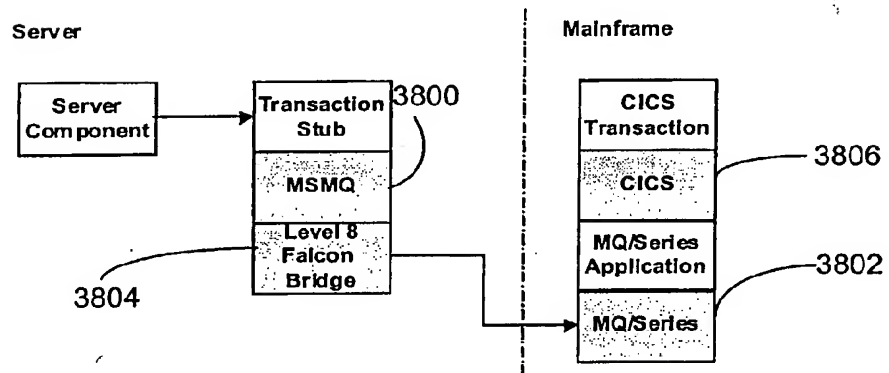 Server
Mainframe
Server
Component
Transaction
Stub
3800
MSMQ
Level 8
Falcon
Bridge
3804
CICS
Transaction
CICS
3806
MQ/Series
Application
3802
MQ/Series